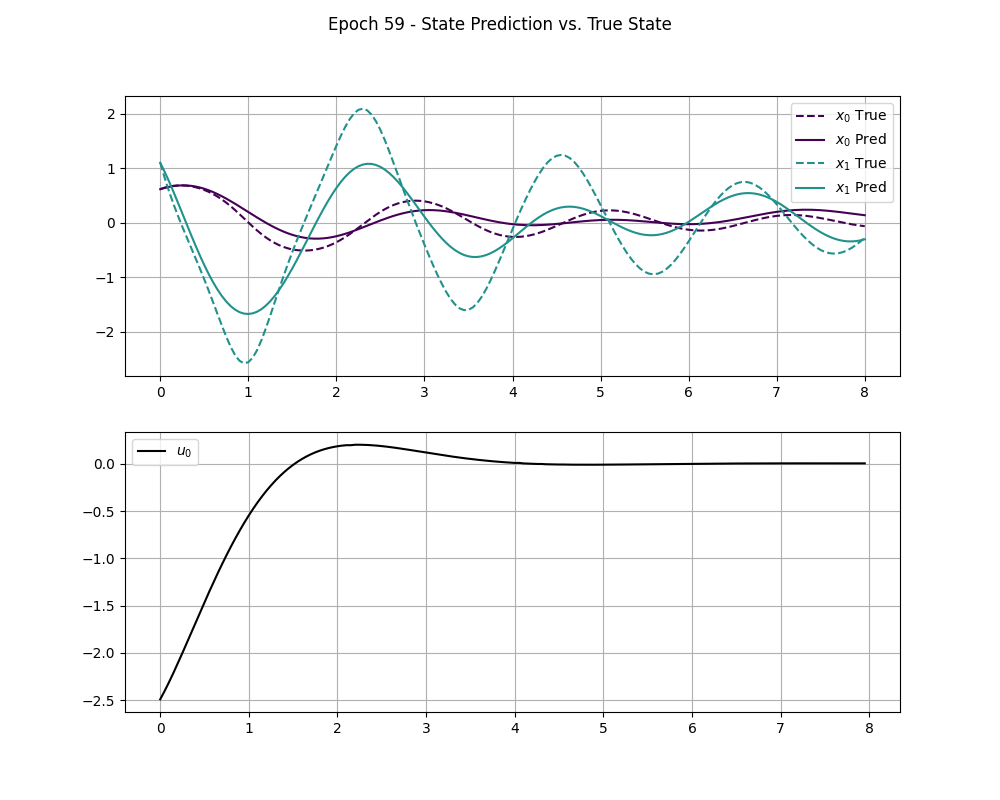 Epoch 59 - State Prediction vs. True State
2
1
0
−1
−2
x₀ True
x₀ Pred
x₁ True
x₁ Pred
0 1 2 3 4 5 6 7 8
0.0
−0.5
−1.0
−1.5
−2.0
−2.5
u₀
0 1 2 3 4 5 6 7 8